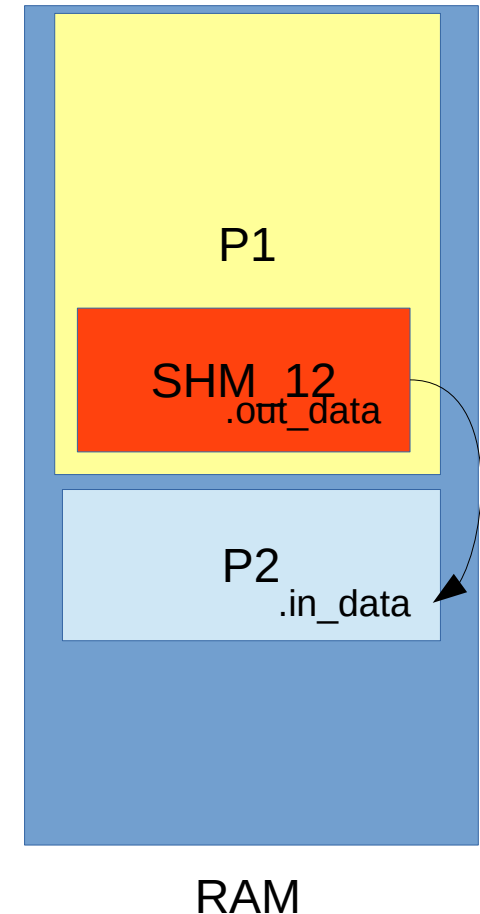 P1
SHM_12
.out_data
P2
.in_data
RAM